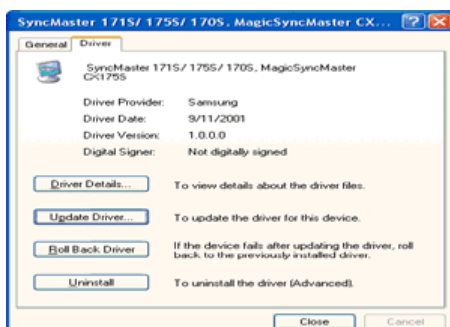 SyncMaster 171S/ 175S/ 170S, MagicSyncMaster CX...
General Driver
SyncMaster 171S/ 175S/ 170S, MagicSyncMaster
CX175S
Driver Provider: Samsung
Driver Date: 9/11/2001
Driver Version: 1.0.0.0
Digital Signer: Not digitally signed
Driver Details... To view details about the driver files.
Update Driver... To update the driver for this device.
Roll Back Driver If the device fails after updating the driver, roll
back to the previously installed driver.
Uninstall To uninstall the driver (Advanced).
Close Cancel